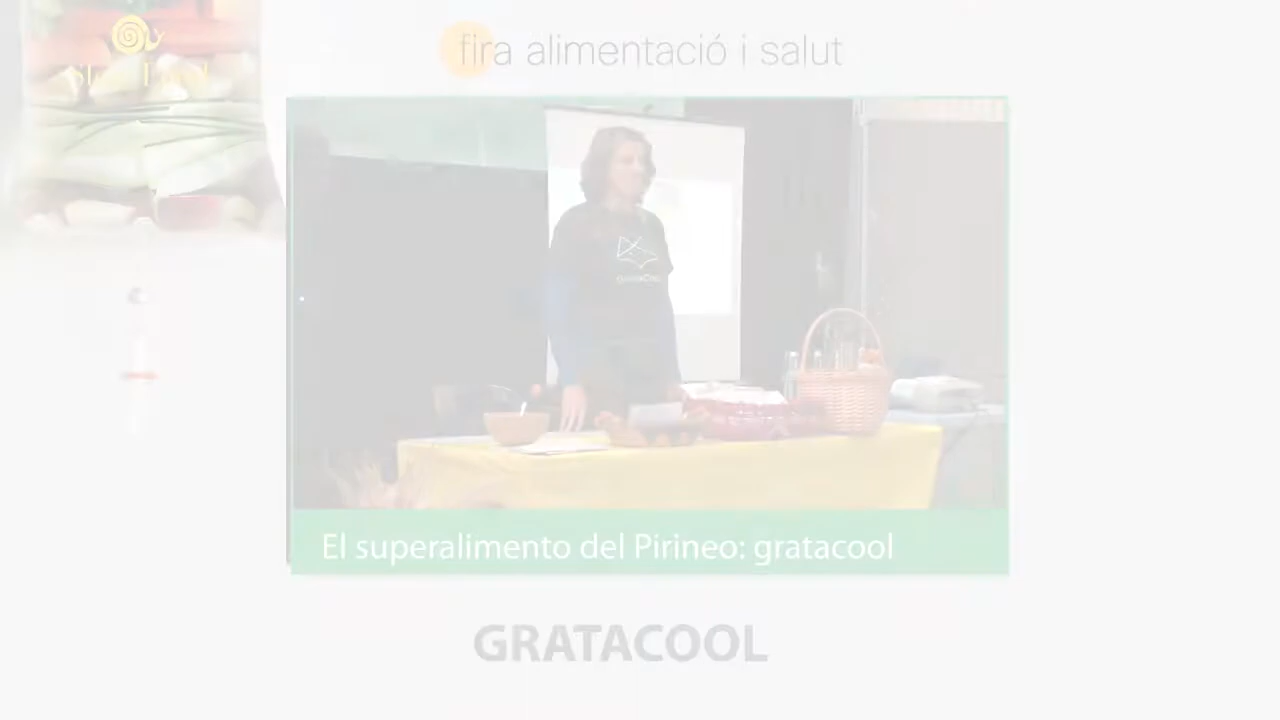 fira alimentació i salut
El superalimento del Pirineo: gratacool
GRATACOOL